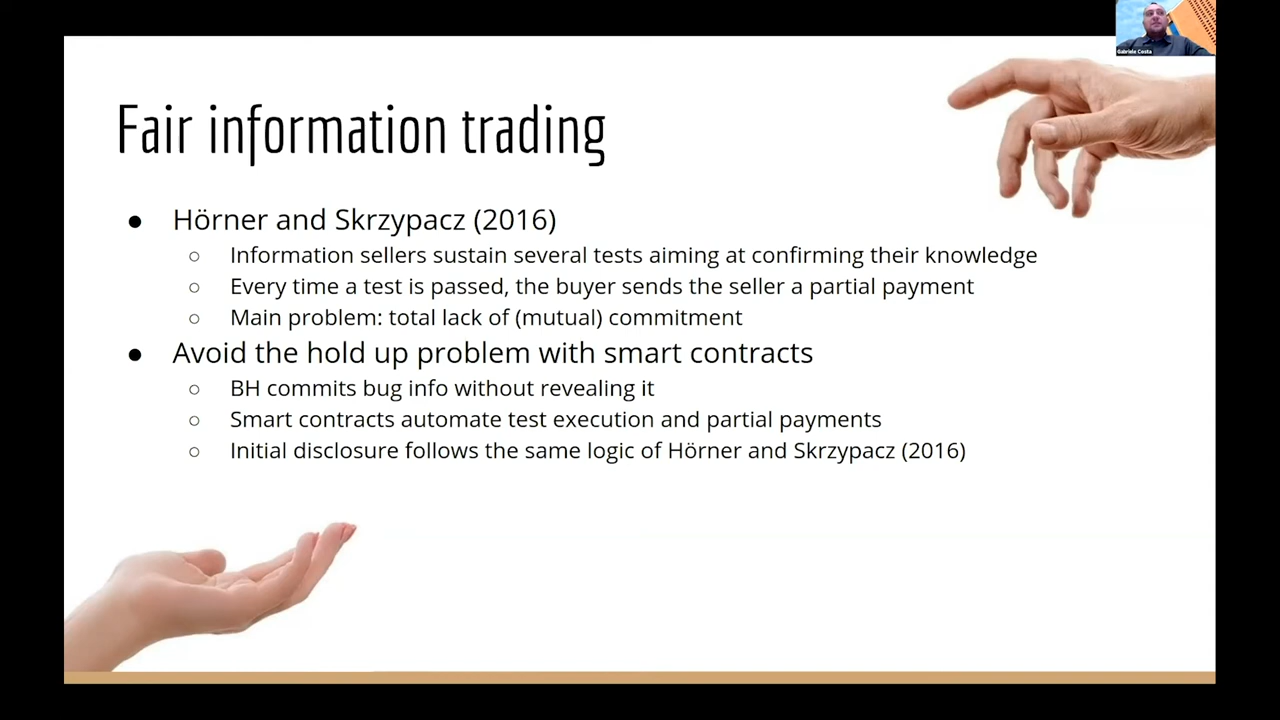 Gabriele Costa
Fair information trading
● Hörner and Skrzypacz (2016)
○ Information sellers sustain several tests aiming at confirming their knowledge
○ Every time a test is passed, the buyer sends the seller a partial payment
○ Main problem: total lack of (mutual) commitment
● Avoid the hold up problem with smart contracts
○ BH commits bug info without revealing it
○ Smart contracts automate test execution and partial payments
○ Initial disclosure follows the same logic of Hörner and Skrzypacz (2016)